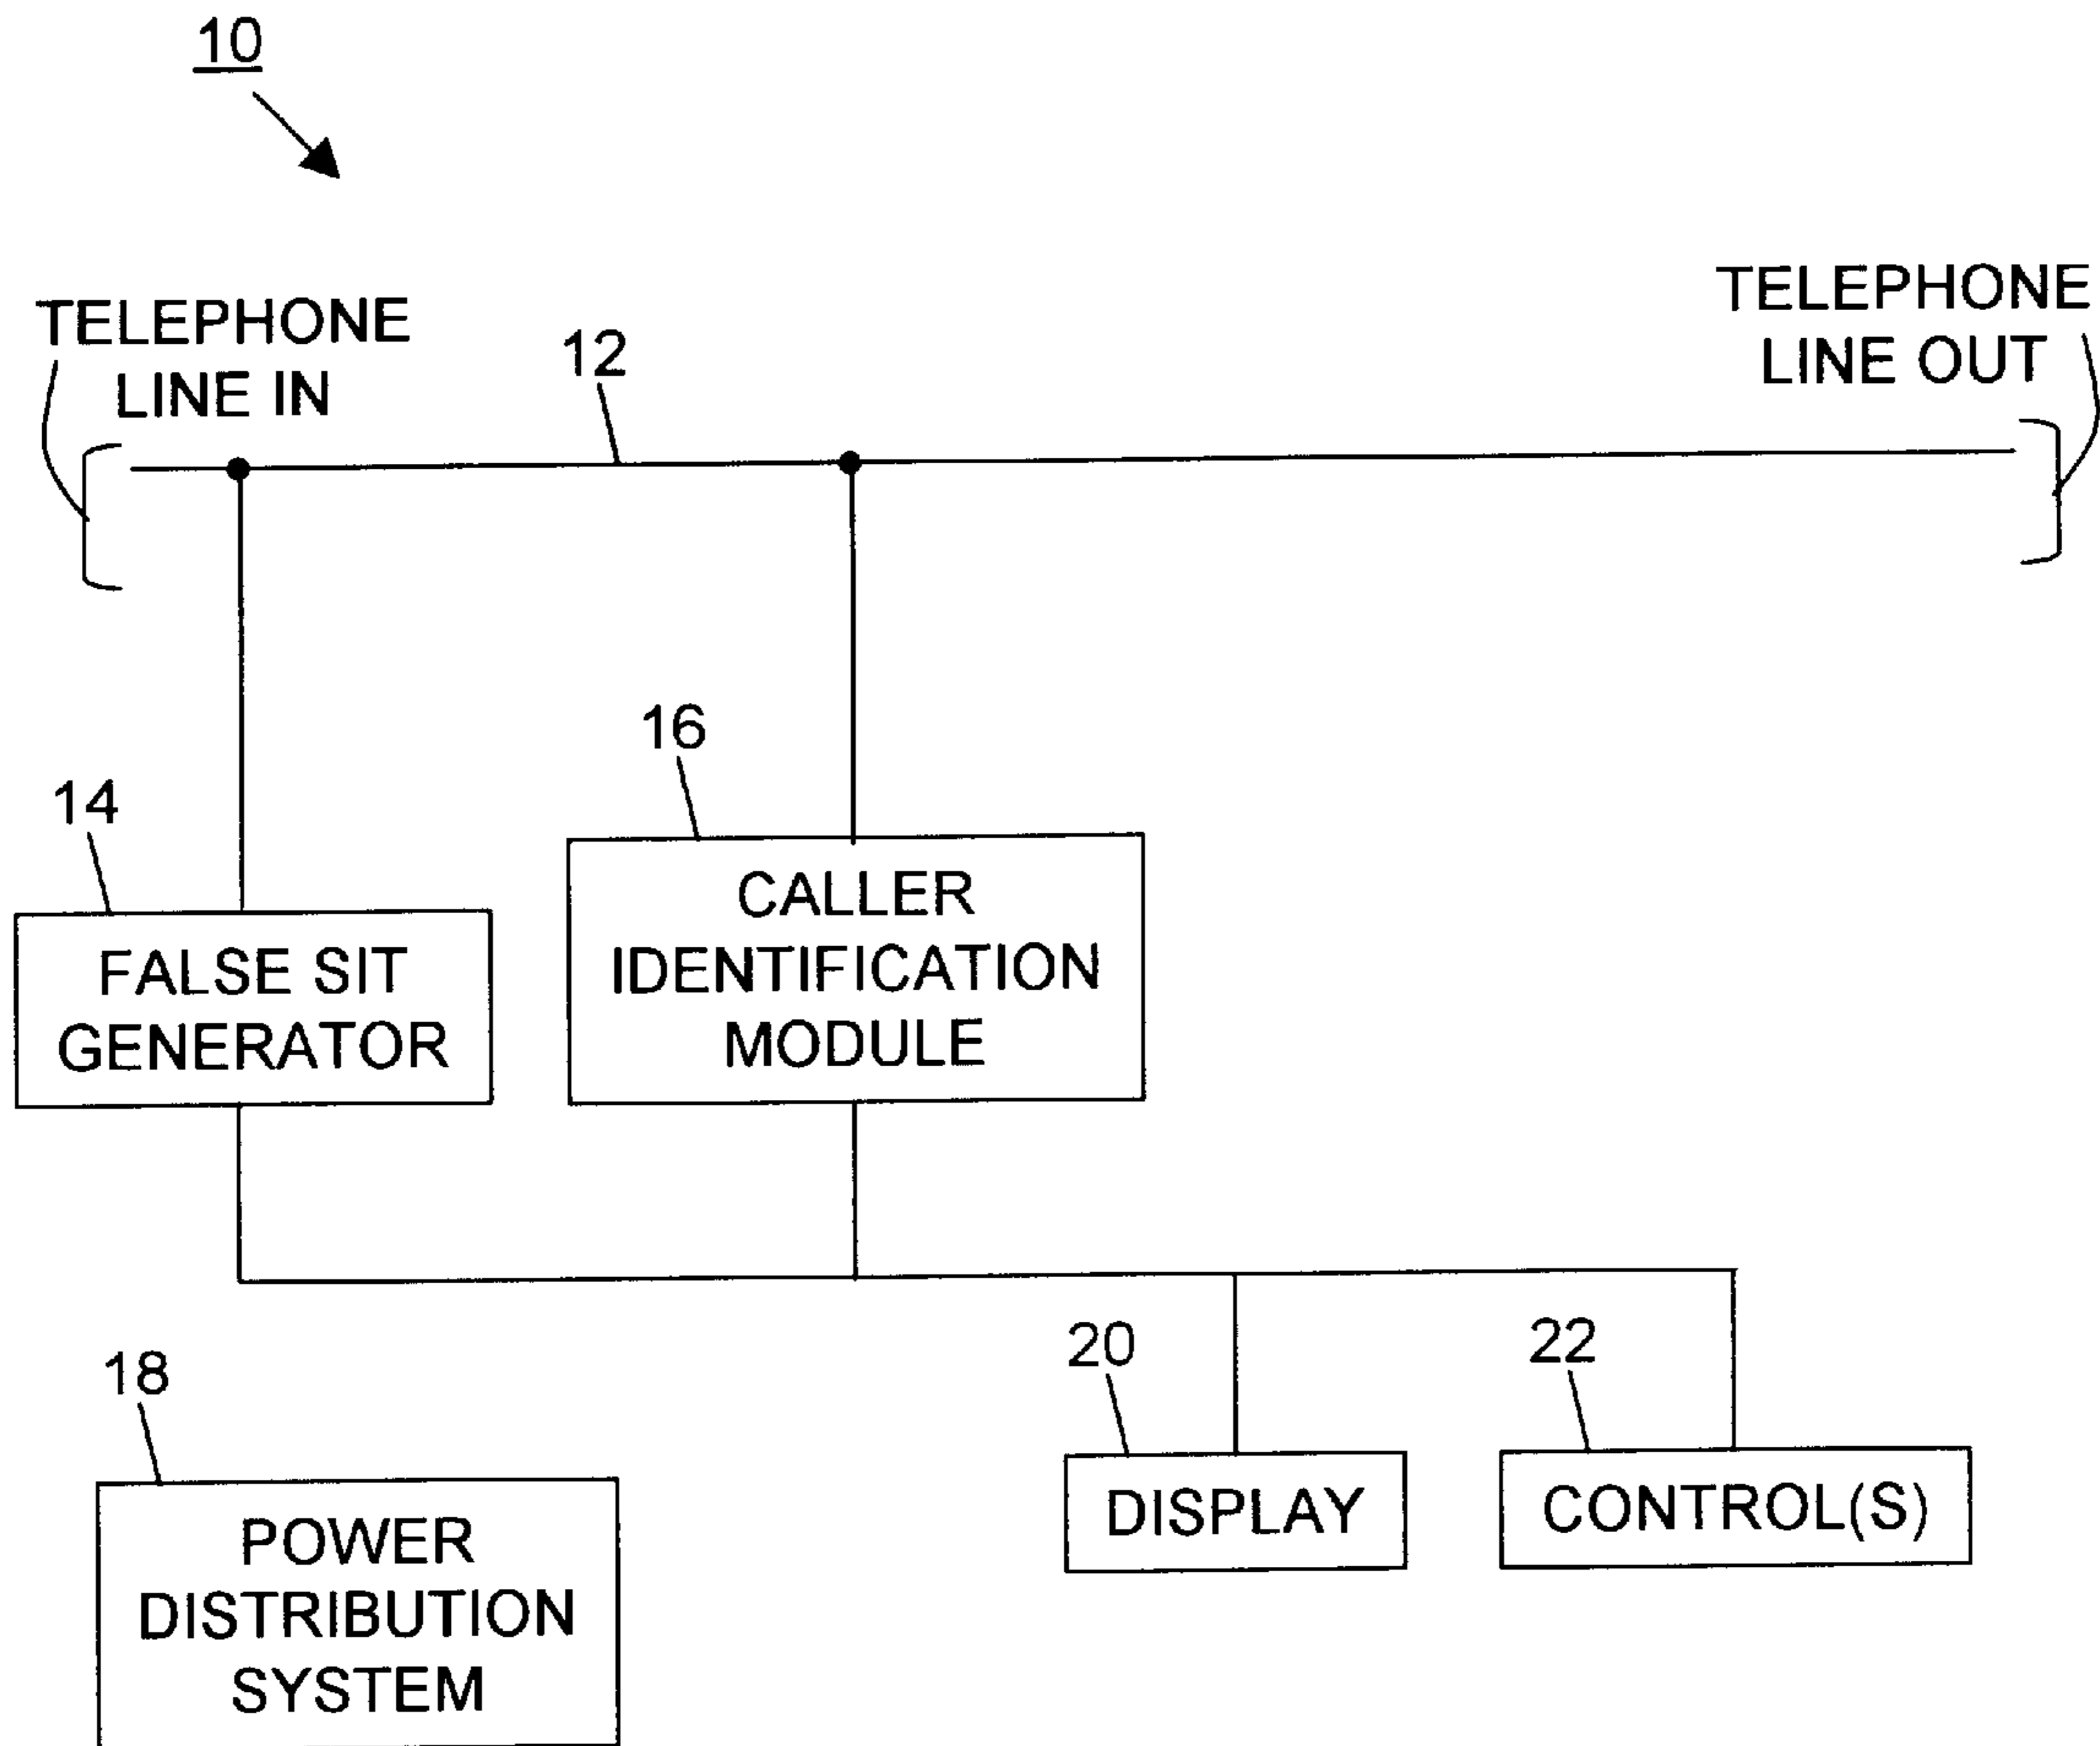 10
TELEPHONE
LINE IN
12
TELEPHONE
LINE OUT
14
FALSE SIT
GENERATOR
16
CALLER
IDENTIFICATION
MODULE
18
POWER
DISTRIBUTION
SYSTEM
20
DISPLAY
22
CONTROL(S)